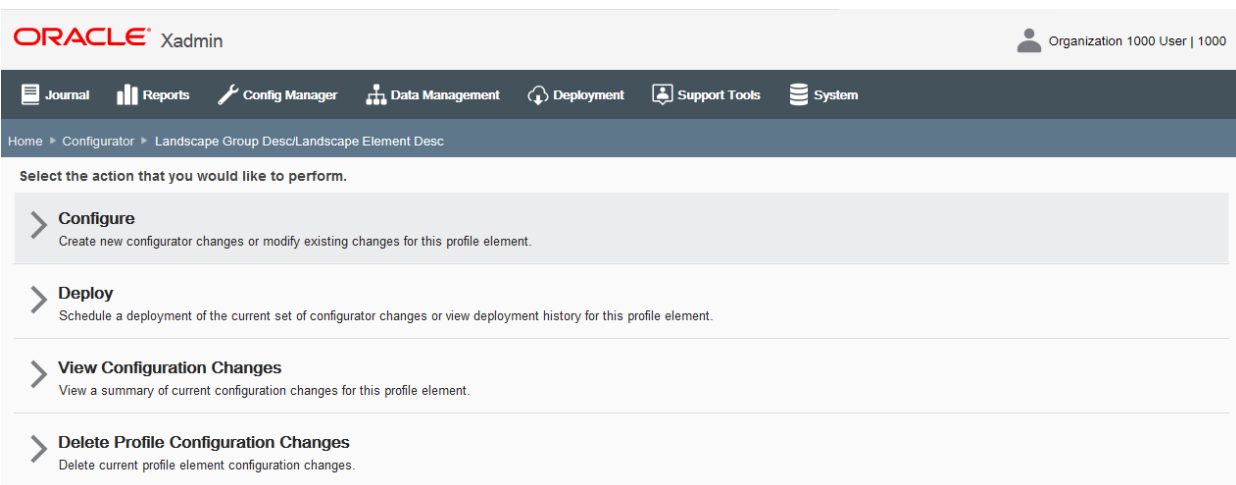 ORACLE® Xadmin
Organization 1000 User | 1000
Journal Reports Config Manager Data Management Deployment Support Tools System
Home ▸ Configurator ▸ Landscape Group Desc/Landscape Element Desc
Select the action that you would like to perform.
Configure
Create new configurator changes or modify existing changes for this profile element.
Deploy
Schedule a deployment of the current set of configurator changes or view deployment history for this profile element.
View Configuration Changes
View a summary of current configuration changes for this profile element.
Delete Profile Configuration Changes
Delete current profile element configuration changes.